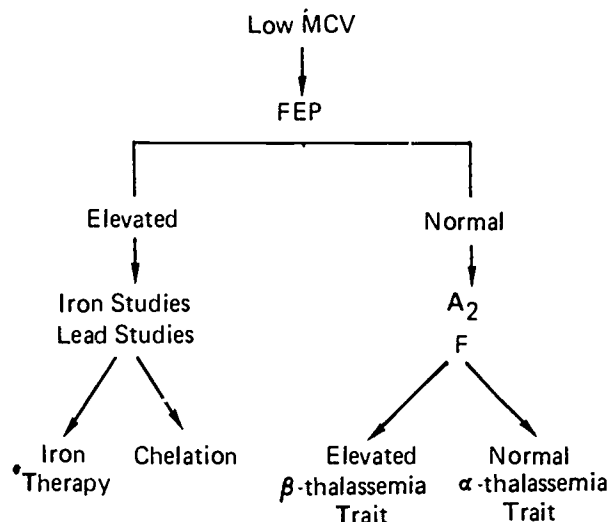 Low MCV
FEP
Elevated
Normal
Iron Studies
Lead Studies
A2
F
Iron
Therapy
Chelation
Elevated
β-thalassemia
Trait
Normal
α-thalassemia
Trait